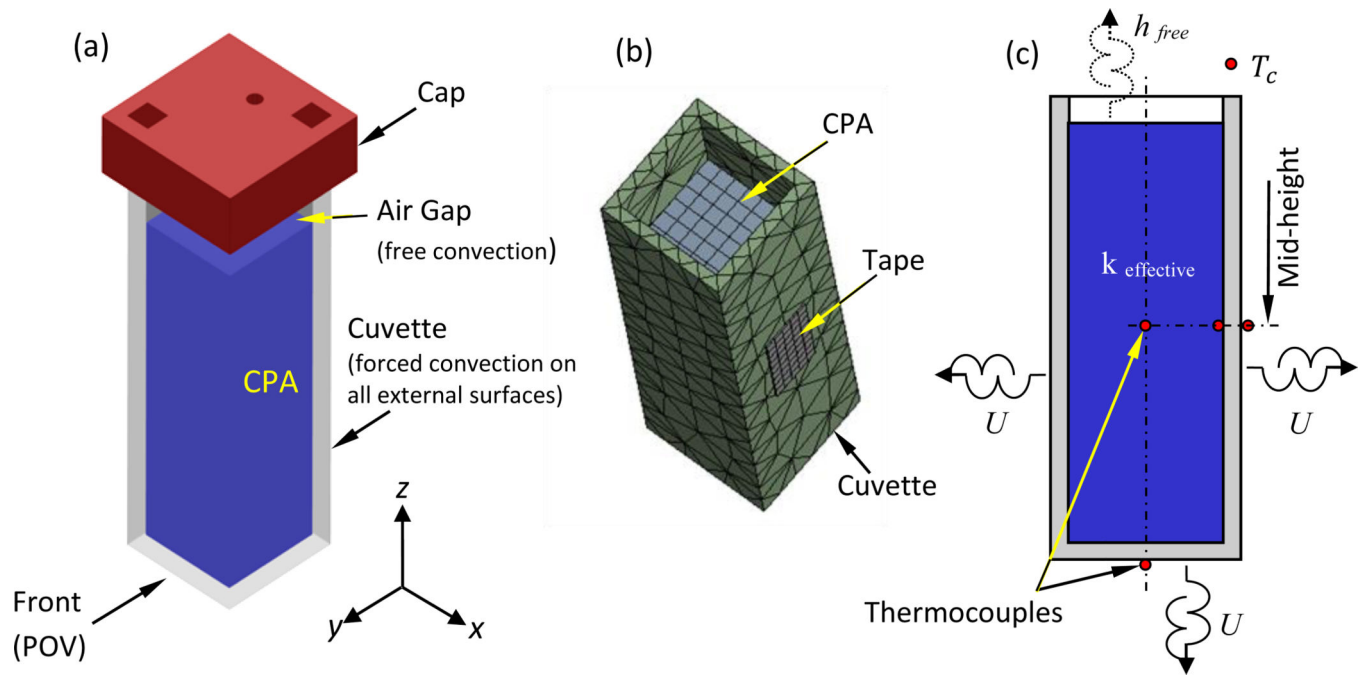 (a)
Cap
Air Gap
(free convection)
Cuvette
(forced convection on
all external surfaces)
CPA
Front
(POV)
z
y
x
(b)
CPA
Tape
Cuvette
(c)
h free
T_c
Mid-height
k effective
U
U
Thermocouples
U